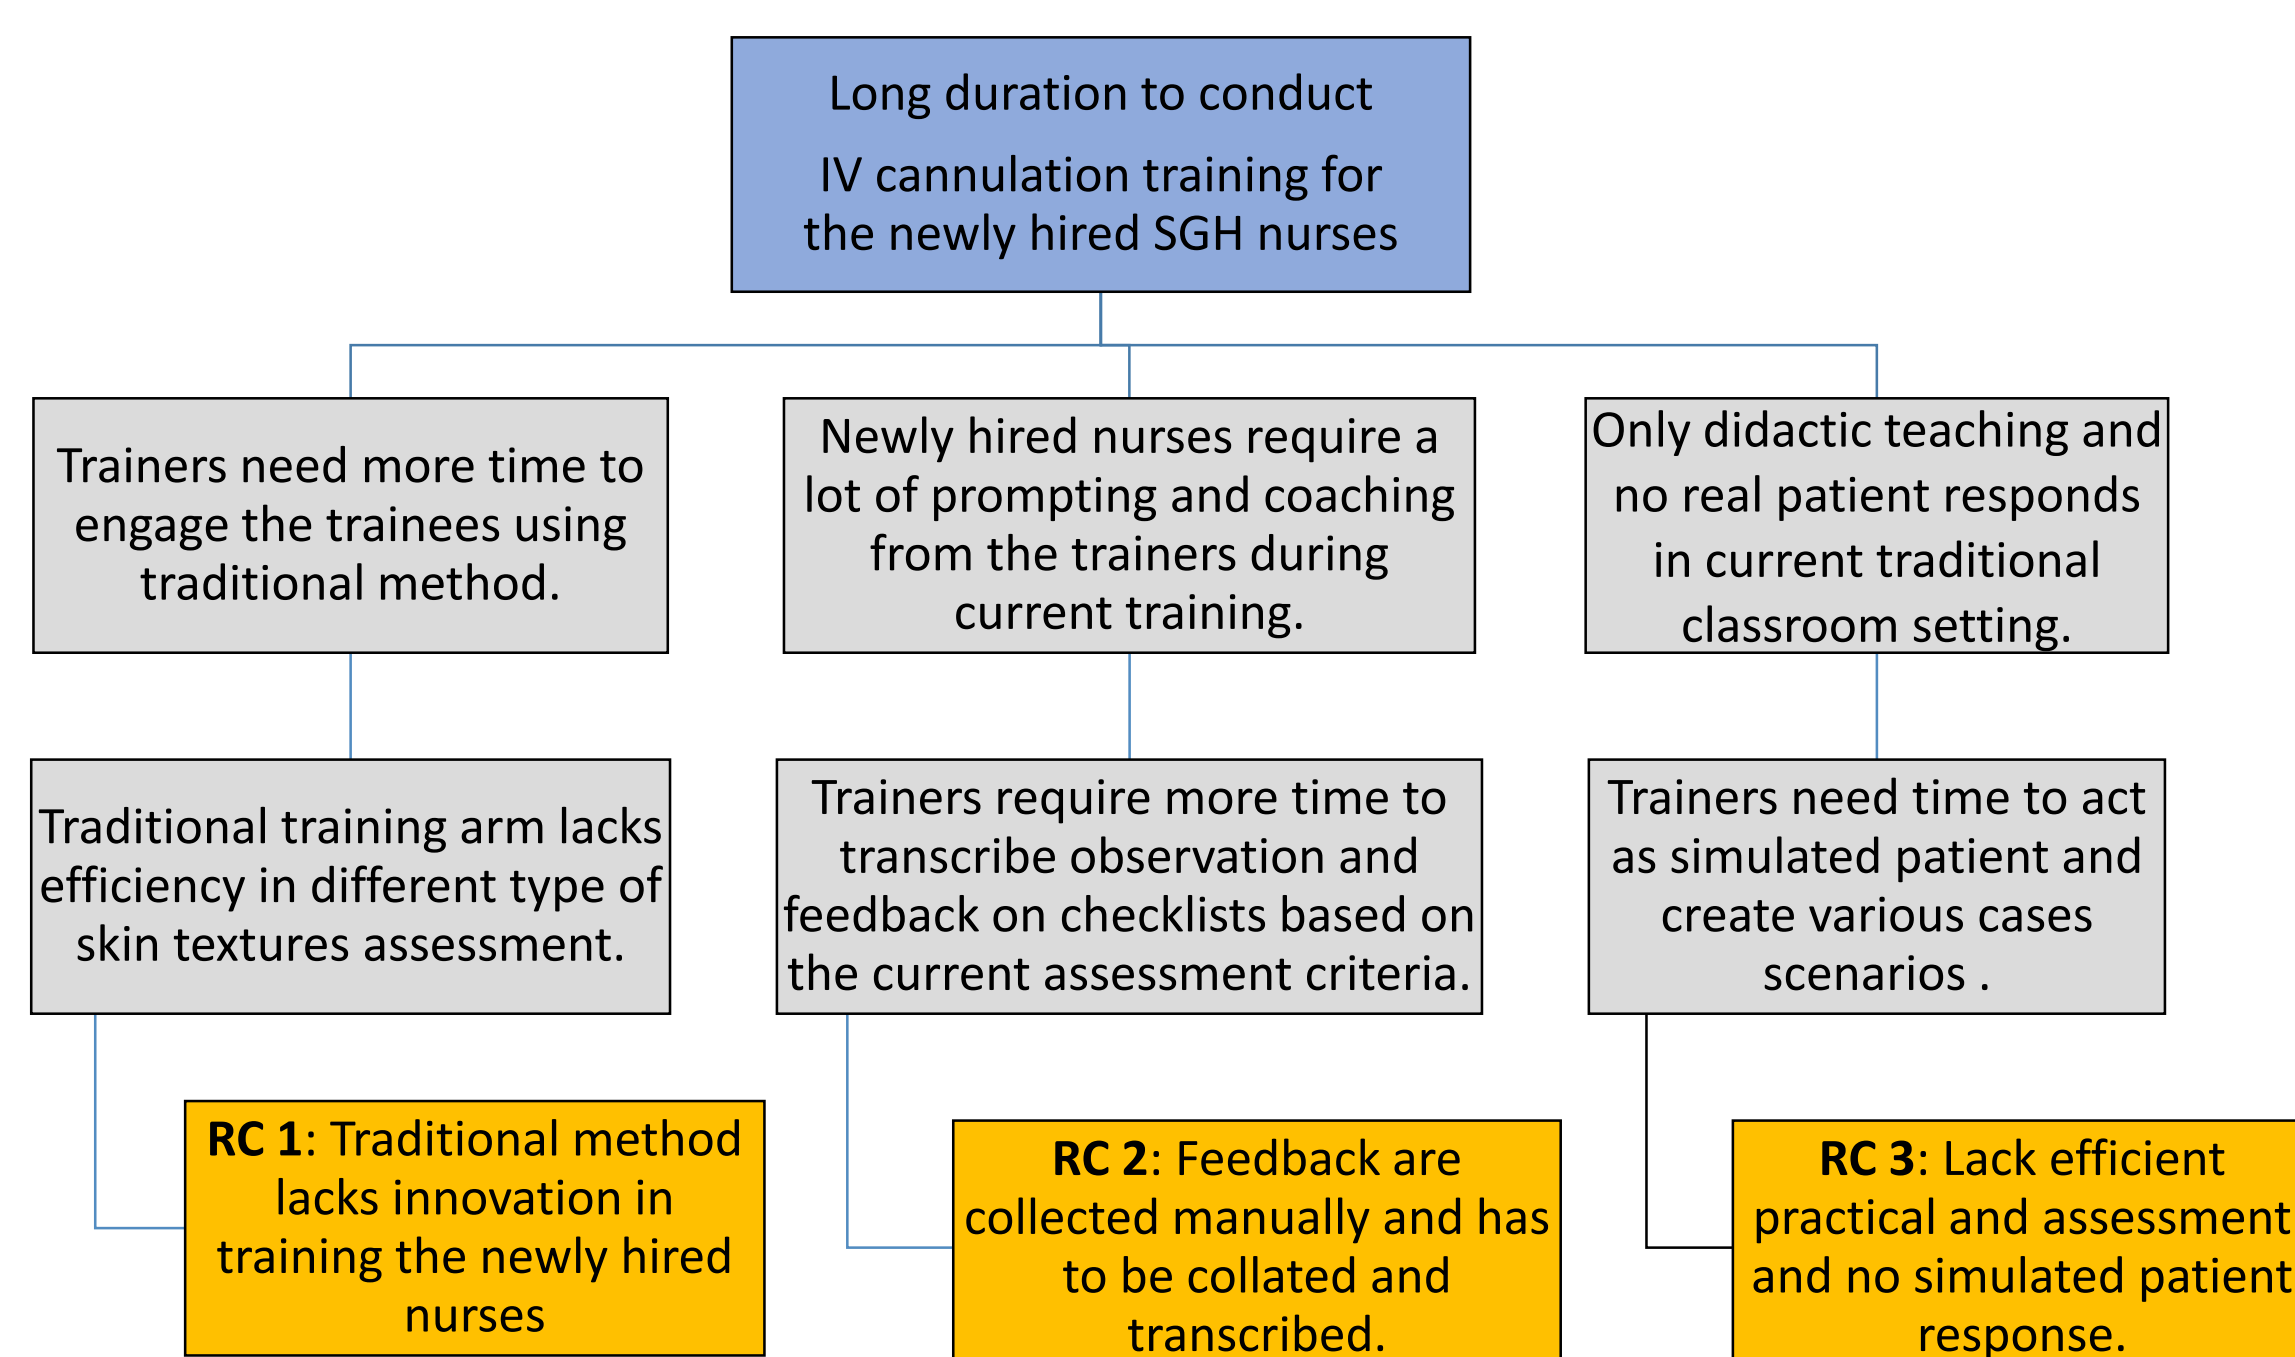 Long duration to conduct
IV cannulation training for
the newly hired SGH nurses
Trainers need more time to
engage the trainees using
traditional method.
Newly hired nurses require a
lot of prompting and coaching
from the trainers during
current training.
Only didactic teaching and
no real patient responds
in current traditional
classroom setting.
Traditional training arm lacks
efficiency in different type of
skin textures assessment.
Trainers require more time to
transcribe observation and
feedback on checklists based on
the current assessment criteria.
Trainers need time to act
as simulated patient and
create various cases
scenarios .
RC 1: Traditional method
lacks innovation in
training the newly hired
nurses
RC 2: Feedback are
collected manually and has
to be collated and
transcribed.
RC 3: Lack efficient
practical and assessment
and no simulated patient
response.